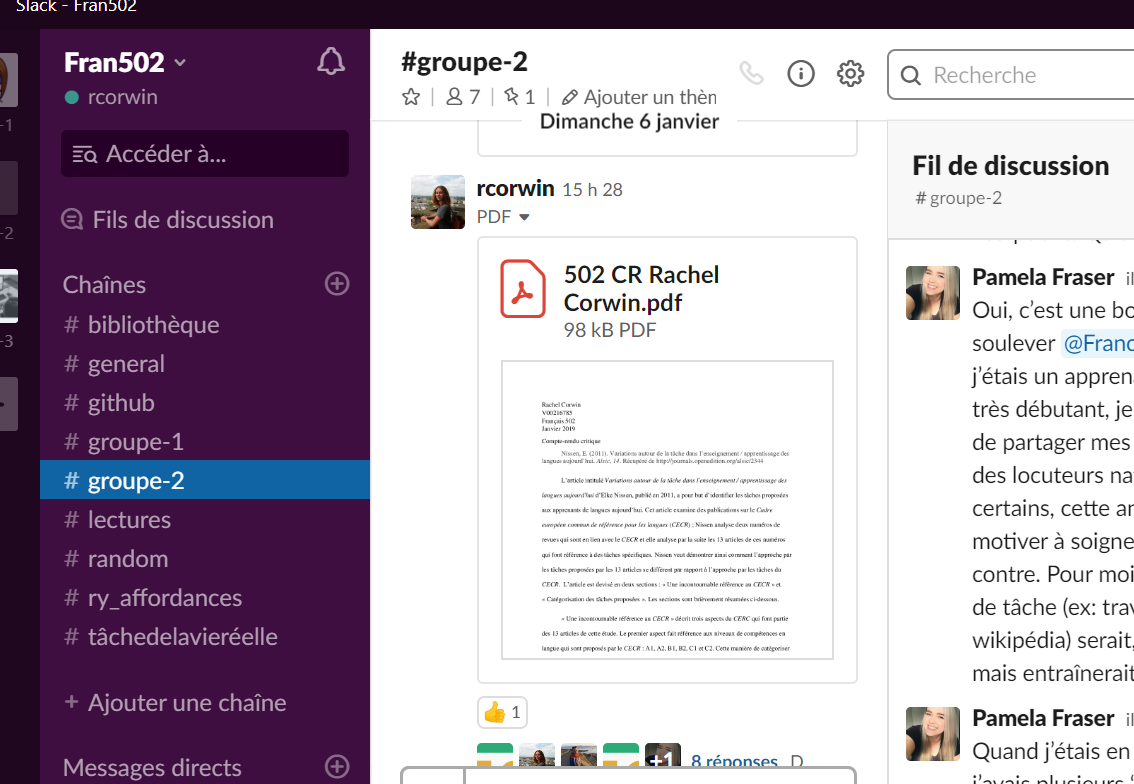 Slack - Fran502
Fran502
rcorwin
Accéder à...
Fils de discussion
Chaînes
# bibliothèque
# general
# github
# groupe-1
# groupe-2
# lectures
# random
# ry_affordances
# tâchedelavieréelle
+ Ajouter une chaîne
Messages directs
-1
-2
-3
#groupe-2
7 | 1 | Ajouter un thèm
Recherche
Dimanche 6 janvier
rcorwin 15 h 28
PDF
502 CR Rachel
Corwin.pdf
98 kB PDF
Rachel Corwin
V00216785
Français 502
Janvier 2019
Compte-rendu critique
Nissen, E. (2011). Variations autour de la tâche dans l'enseignement / apprentissage des
langues aujourd'hui. Alsic, 14. Récupéré de http://journals.openedition.org/alsic/2344
L'article intitulé Variations autour de la tâche dans l'enseignement / apprentissage des
langues aujourd'hui d'Elke Nissen, publié en 2011, a pour but d'identifier les tâches proposées
aux apprenants de langues aujourd'hui. Cet article examine des publications sur le Cadre
européen commun de référence pour les langues (CECR) ; Nissen analyse deux numéros de
revues qui sont en lien avec le CECR et elle analyse par la suite les 13 articles de ces numéros
qui font référence à des tâches spécifiques. Nissen veut démontrer ainsi comment l'approche par
les tâches proposées par les 13 articles se différent par rapport à l'approche par les tâches du
CECR. L'article est devisé en deux sections : « Une incontournable référence au CECR » et
« Catégorisation des tâches proposées ». Les sections sont brièvement résumées ci-dessous.
« Une incontournable référence au CECR » décrit trois aspects du CERC qui font partie
des 13 articles de cette étude. Le premier aspect fait référence aux niveaux de compétences en
langue qui sont proposés par le CECR : A1, A2, B1, B2, C1 et C2. Cette manière de catégoriser
1
+1 8 réponses D
Fil de discussion
# groupe-2
Pamela Fraser il
Oui, c'est une bo
soulever @Franc
j'étais un appren
très débutant, je
de partager mes
des locuteurs na
certains, cette an
motiver à soigne
contre. Pour moi
de tâche (ex: trav
wikipédia) serait,
mais entraînerait
Pamela Fraser il
Quand j'étais en
j'avais plusieurs